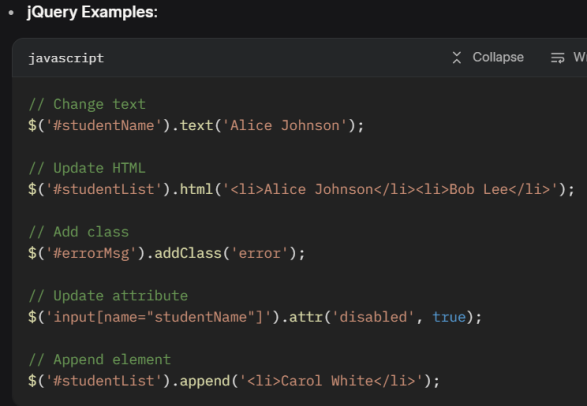 jQuery Examples:
javascript
Collapse
// Change text
$('#studentName').text('Alice Johnson');
// Update HTML
$('#studentList').html('<li>Alice Johnson</li><li>Bob Lee</li>');
// Add class
$('#errorMsg').addClass('error');
// Update attribute
$('input[name="studentName"]').attr('disabled', true);
// Append element
$('#studentList').append('<li>Carol White</li>');